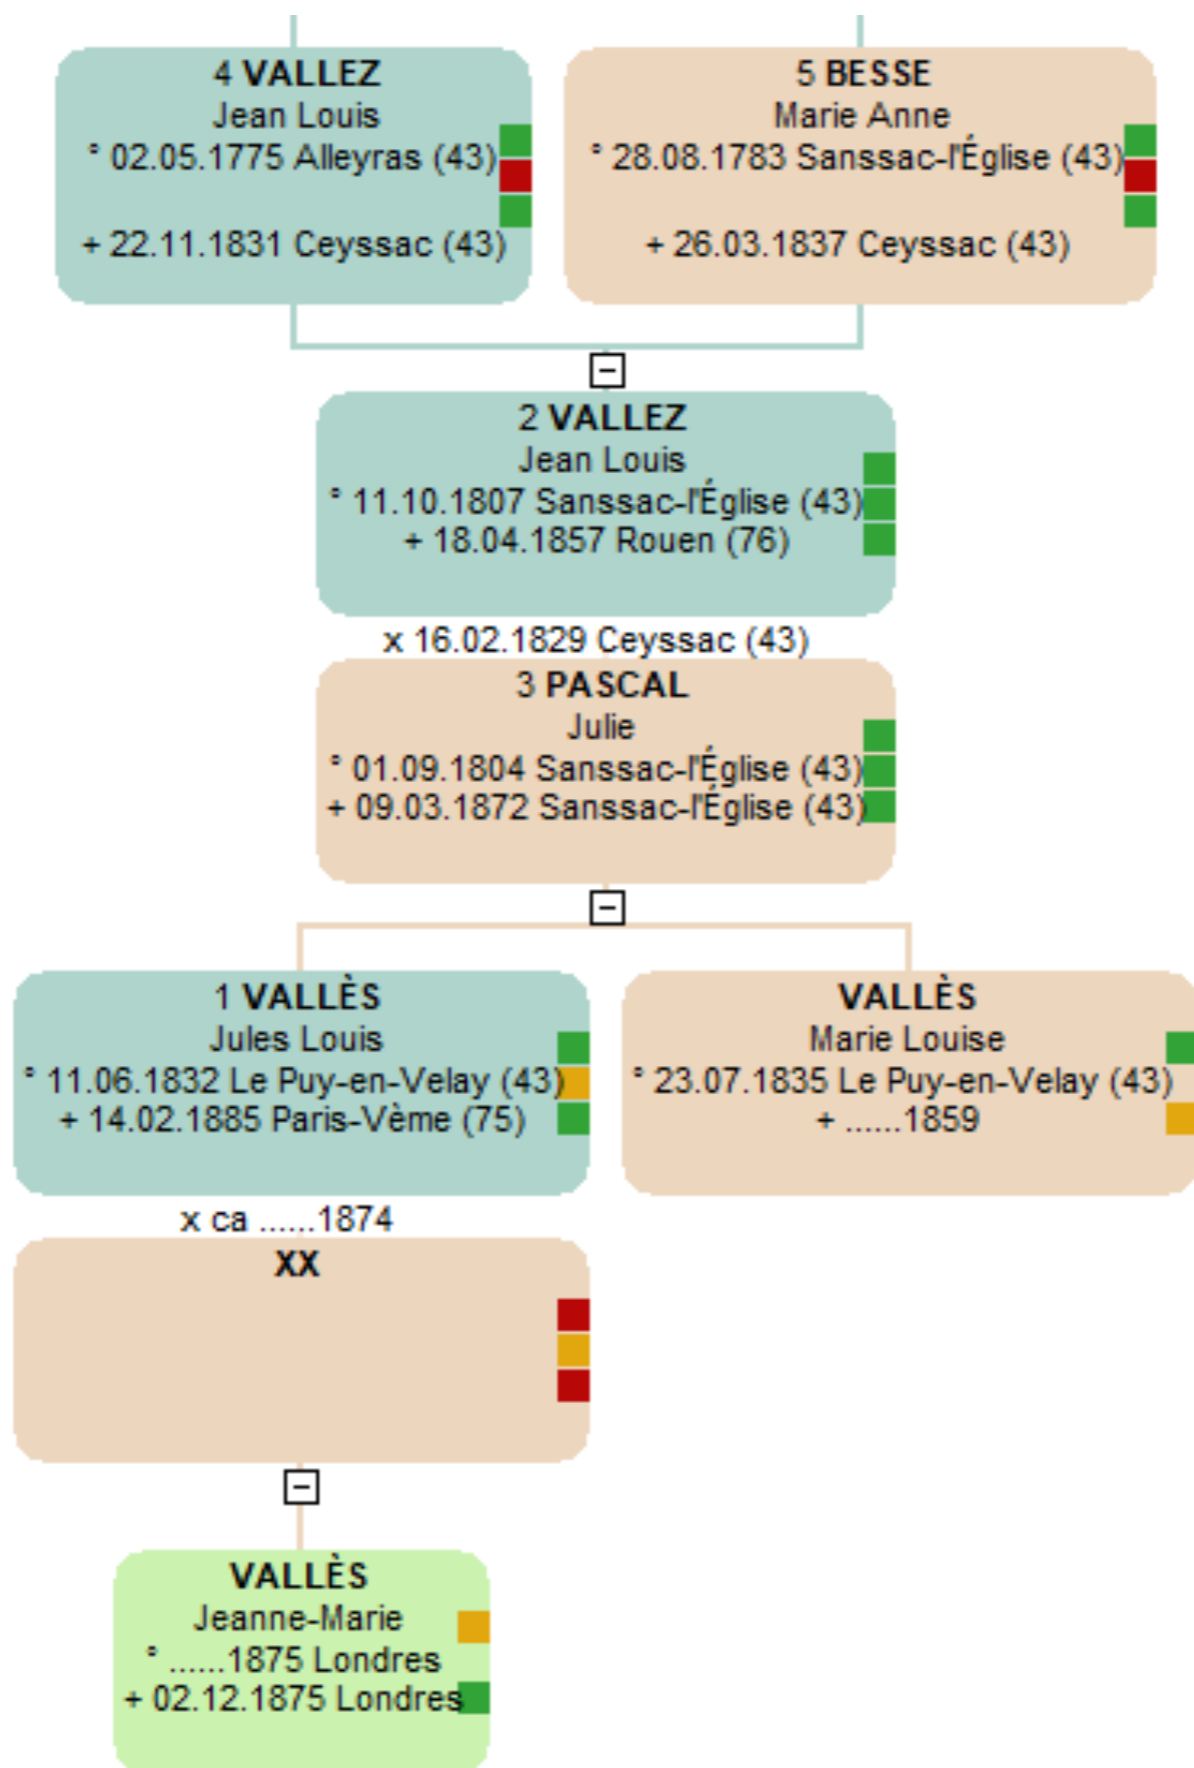 4 VALLEZ
Jean Louis
° 02.05.1775 Alleyras (43)
+ 22.11.1831 Ceyssac (43)
5 BESSE
Marie Anne
° 28.08.1783 Sanssac-l'Église (43)
+ 26.03.1837 Ceyssac (43)
2 VALLEZ
Jean Louis
° 11.10.1807 Sanssac-l'Église (43)
+ 18.04.1857 Rouen (76)
x 16.02.1829 Ceyssac (43)
3 PASCAL
Julie
° 01.09.1804 Sanssac-l'Église (43)
+ 09.03.1872 Sanssac-l'Église (43)
1 VALLÈS
Jules Louis
° 11.06.1832 Le Puy-en-Velay (43)
+ 14.02.1885 Paris-Vème (75)
VALLÈS
Marie Louise
° 23.07.1835 Le Puy-en-Velay (43)
+ ......1859
x ca ......1874
XX
VALLÈS
Jeanne-Marie
° ......1875 Londres
+ 02.12.1875 Londres